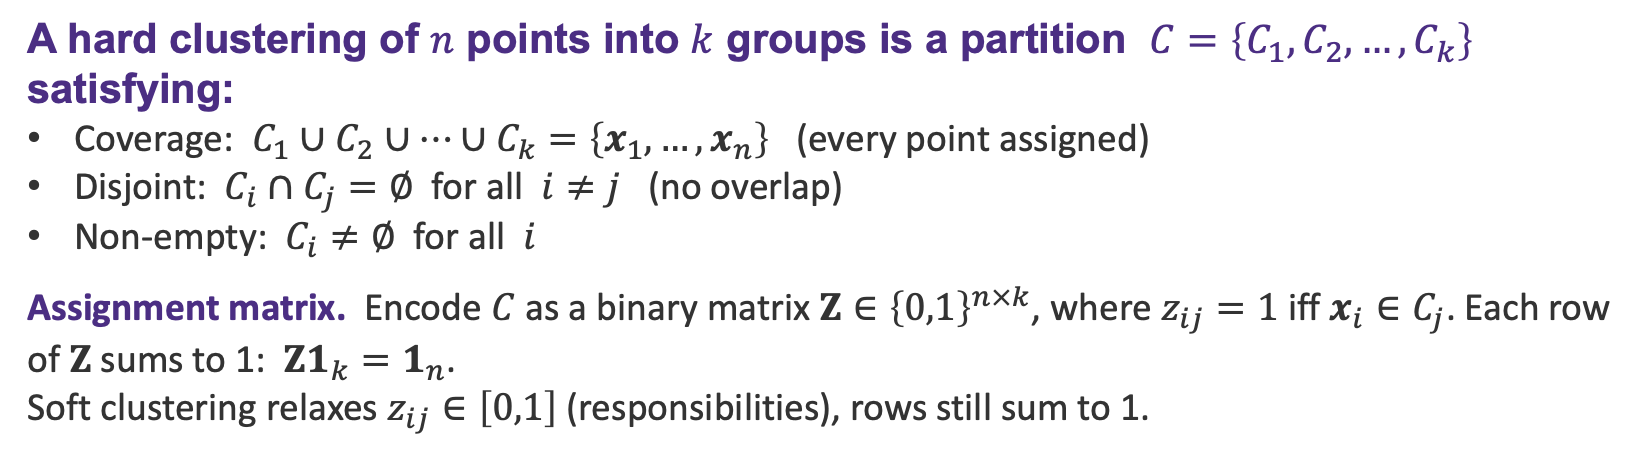 A hard clustering of n points into k groups is a partition C = {C₁, C₂, … , Cₖ}
satisfying:
• Coverage: C₁ ∪ C₂ ∪ ⋯ ∪ Cₖ = {𝒙₁, … , 𝒙ₙ} (every point assigned)
• Disjoint: Cᵢ ∩ Cⱼ = ∅ for all i ≠ j (no overlap)
• Non-empty: Cᵢ ≠ ∅ for all i
Assignment matrix. Encode C as a binary matrix 𝐙 ∈ {0,1}ⁿ×ᵏ, where zᵢⱼ = 1 iff 𝒙ᵢ ∈ Cⱼ. Each row
of 𝐙 sums to 1: 𝐙𝟏ₖ = 𝟏ₙ.
Soft clustering relaxes zᵢⱼ ∈ [0,1] (responsibilities), rows still sum to 1.